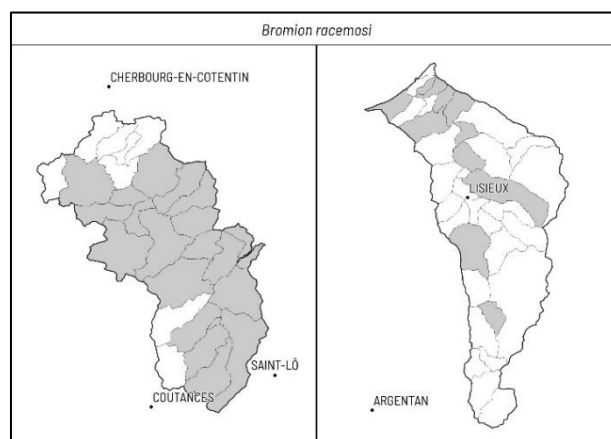 Bromion racemosi
CHERBOURG-EN-COTENTIN
SAINT-LÔ
COUTANCES
LISIEUX
ARGENTAN